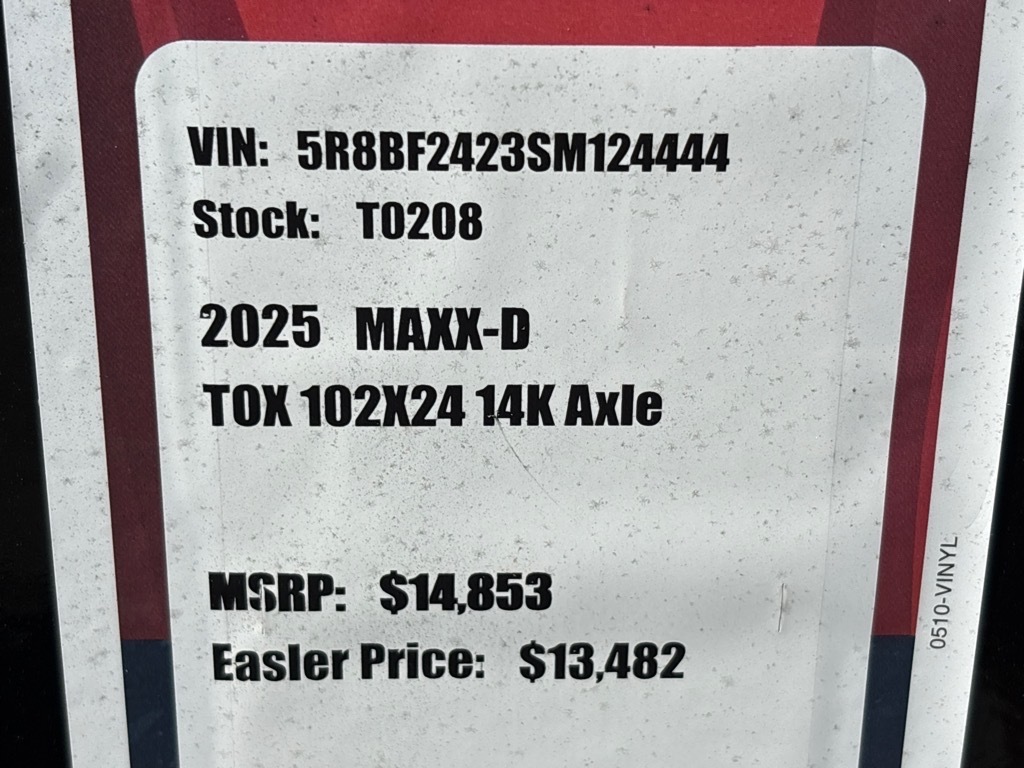 VIN: 5R8BF2423SM124444
Stock: T0208
2025 MAXX-D
TOX 102X24 14K Axle
MSRP: $14,853
Easler Price: $13,482
0510-VINYL